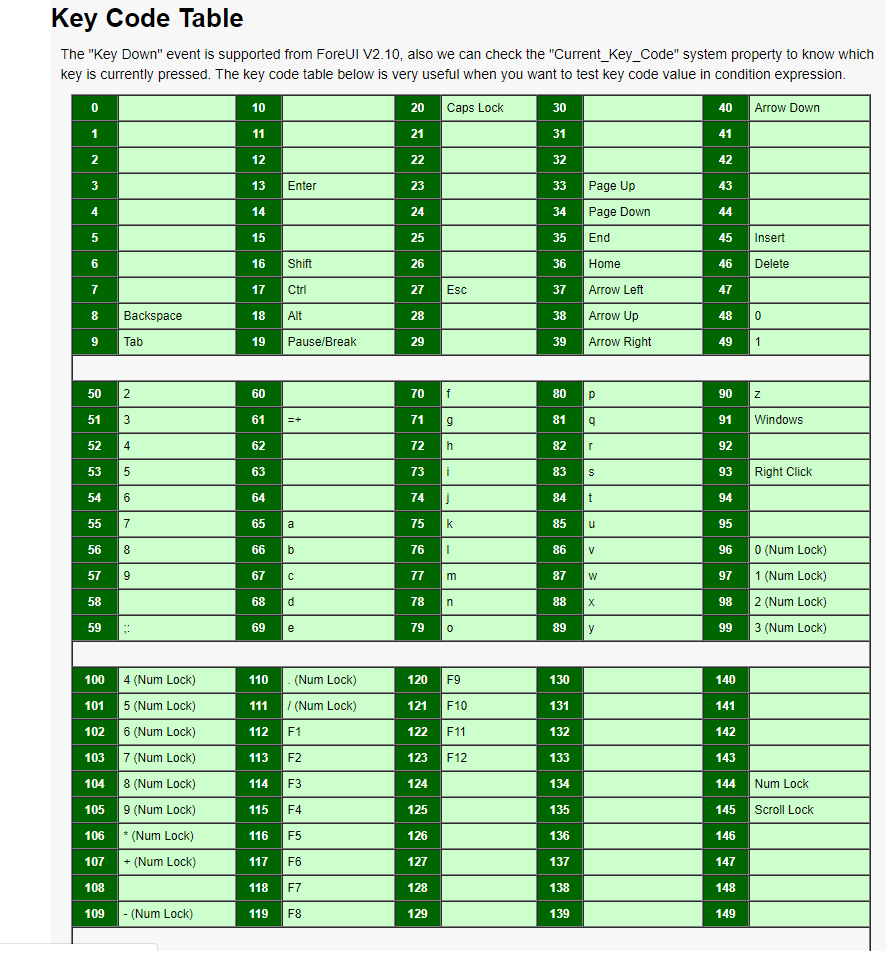 Key Code Table
The "Key Down" event is supported from ForeUI V2.10, also we can check the "Current_Key_Code" system property to know which
key is currently pressed. The key code table below is very useful when you want to test key code value in condition expression.
0 10 20 Caps Lock 30 40 Arrow Down
1 11 21 31 41
2 12 22 32 42
3 13 Enter 23 33 Page Up 43
4 14 24 34 Page Down 44
5 15 25 35 End 45 Insert
6 16 Shift 26 36 Home 46 Delete
7 17 Ctrl 27 Esc 37 Arrow Left 47
8 Backspace 18 Alt 28 38 Arrow Up 48 0
9 Tab 19 Pause/Break 29 39 Arrow Right 49 1
50 2 60 70 f 80 p 90 z
51 3 61 =+ 71 g 81 q 91 Windows
52 4 62 72 h 82 r 92
53 5 63 73 i 83 s 93 Right Click
54 6 64 74 j 84 t 94
55 7 65 a 75 k 85 u 95
56 8 66 b 76 l 86 v 96 0 (Num Lock)
57 9 67 c 77 m 87 w 97 1 (Num Lock)
58 68 d 78 n 88 x 98 2 (Num Lock)
59 ;: 69 e 79 o 89 y 99 3 (Num Lock)
100 4 (Num Lock) 110 . (Num Lock) 120 F9 130 140
101 5 (Num Lock) 111 / (Num Lock) 121 F10 131 141
102 6 (Num Lock) 112 F1 122 F11 132 142
103 7 (Num Lock) 113 F2 123 F12 133 143
104 8 (Num Lock) 114 F3 124 134 144 Num Lock
105 9 (Num Lock) 115 F4 125 135 145 Scroll Lock
106 * (Num Lock) 116 F5 126 136 146
107 + (Num Lock) 117 F6 127 137 147
108 118 F7 128 138 148
109 - (Num Lock) 119 F8 129 139 149